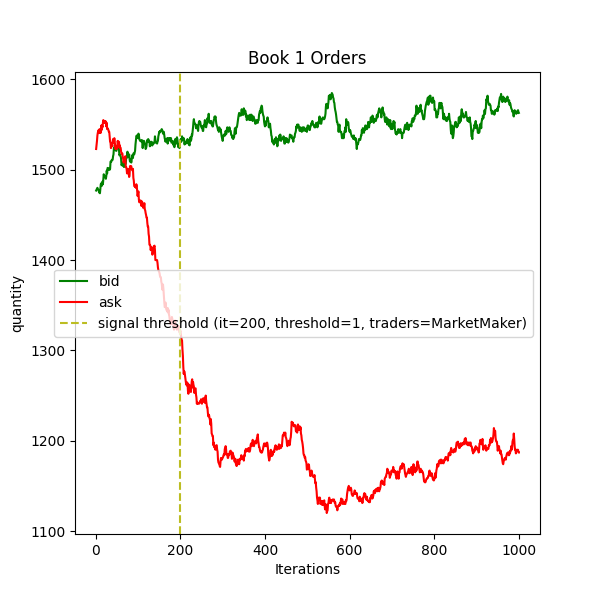 Book 1 Orders
1600
1500
1400
1300
1200
1100
quantity
bid
ask
signal threshold (it=200, threshold=1, traders=MarketMaker)
0
200
400
600
800
1000
Iterations